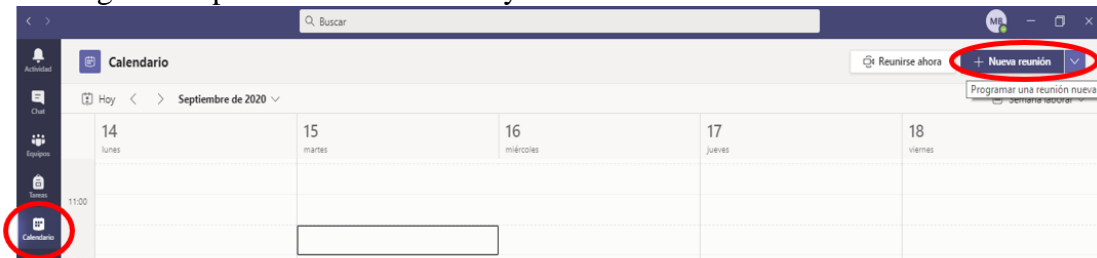 Buscar
MB
Actividad
Calendario
Reunirse ahora
+ Nueva reunión
Programar una reunión nueva
Chat
Hoy < > Septiembre de 2020
Semana laboral
Equipos
14 15 16 17 18
lunes martes miércoles jueves viernes
Tareas
11:00
Calendario